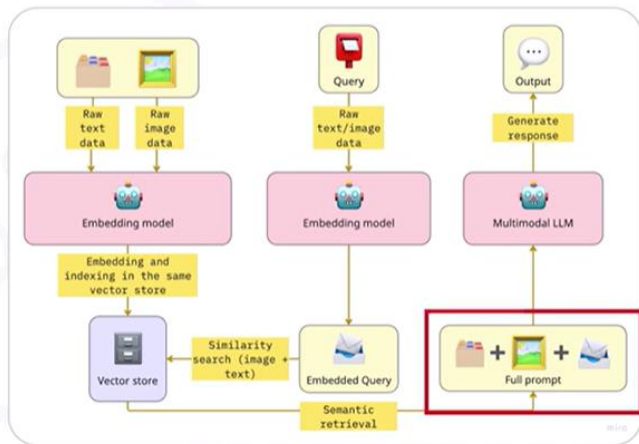 Query
Output
Raw
text
data
Raw
image
data
Raw
text/image
data
Generate
response
Embedding model
Embedding model
Multimodal LLM
Embedding and
indexing in the same
vector store
Similarity
search (image +
text)
Vector store
Embedded Query
Full prompt
Semantic
retrieval
miro